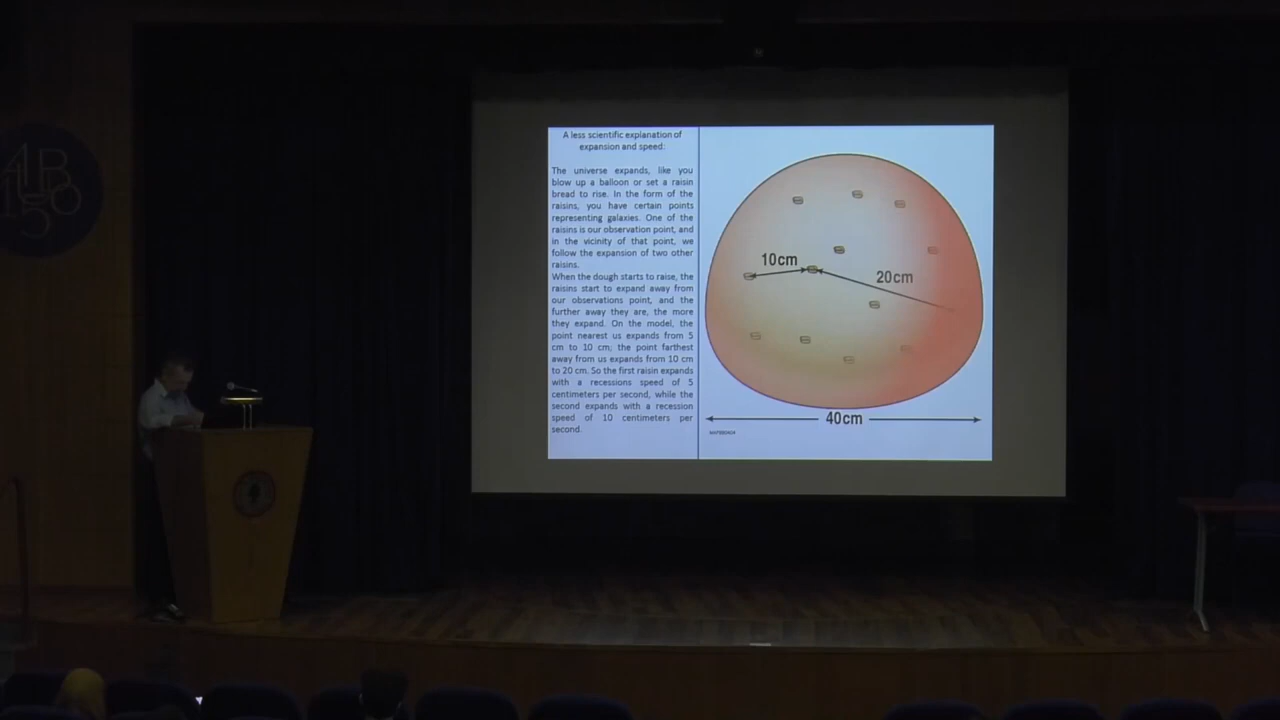 A less scientific explanation of
expansion and speed:
The universe expands, like you
blow up a balloon or set a raisin
bread to rise. In the form of the
raisins, you have certain points
representing galaxies. One of the
raisins is our observation point, and
in the vicinity of that point, we
follow the expansion of two other
raisins.
When the dough starts to raise, the
raisins start to expand away from
our observations point, and the
further away they are, the more
they expand. On the model, the
point nearest us expands from 5
cm to 10 cm; the point farthest
away from us expands from 10 cm
to 20 cm. So the first raisin expands
with a recessions speed of 5
centimeters per second, while the
second expands with a recession
speed of 10 centimeters per
second.
10cm
20cm
40cm